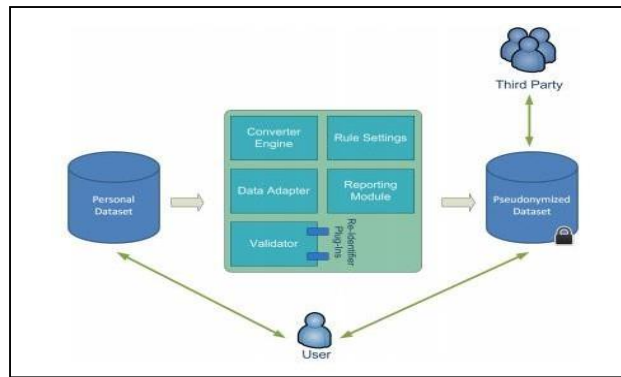 Third Party
Converter
Engine
Rule Settings
Personal
Dataset
Data Adapter
Reporting
Module
Pseudonymized
Dataset
Validator
Re-Identifier
Plug-Ins
User